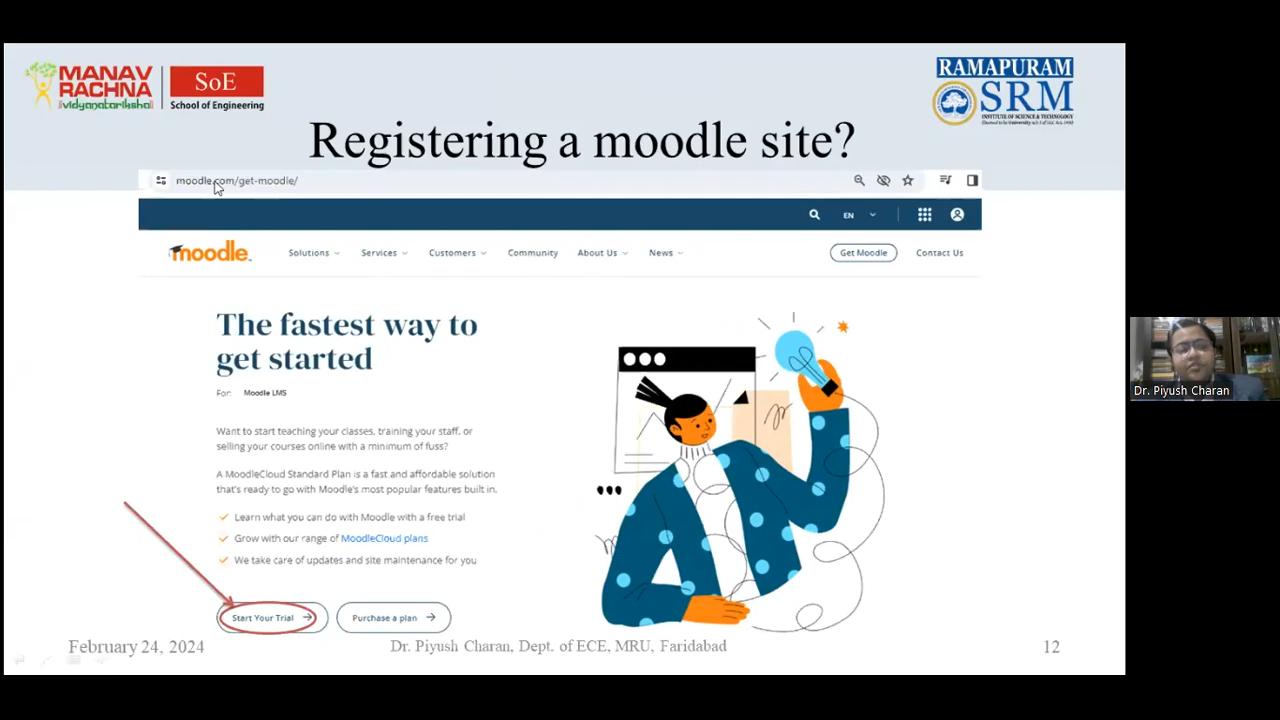 MANAV
RACHNA
vidyanatariksha
SoE
School of Engineering
RAMAPURAM
SRM
INSTITUTE OF SCIENCE & TECHNOLOGY
Registering a moodle site?
moodle.com/get-moodle/
EN
moodle
Solutions Services Customers Community About Us News Get Moodle Contact Us
The fastest way to
get started
For: Moodle LMS
Want to start teaching your classes, training your staff, or
selling your courses online with a minimum of fuss?
A MoodleCloud Standard Plan is a fast and affordable solution
that's ready to go with Moodle's most popular features built in.
Learn what you can do with Moodle with a free trial
Grow with our range of MoodleCloud plans
We take care of updates and site maintenance for you
Start Your Trial Purchase a plan
February 24, 2024 Dr. Piyush Charan, Dept. of ECE, MRU, Faridabad 12
Dr. Piyush Charan